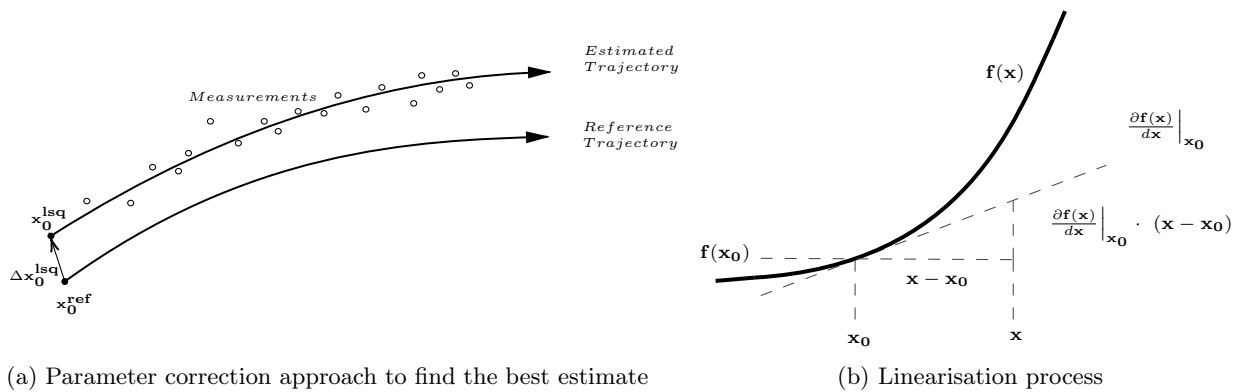 Estimated
Trajectory
Measurements
Reference
Trajectory
x₀ˡˢq
Δx₀ˡˢq
x₀ʳᵉᶠ
(a) Parameter correction approach to find the best estimate
f(x)
∂f(x)/dx |x₀
∂f(x)/dx |x₀ · (x − x₀)
f(x₀)
x − x₀
x₀
x
(b) Linearisation process